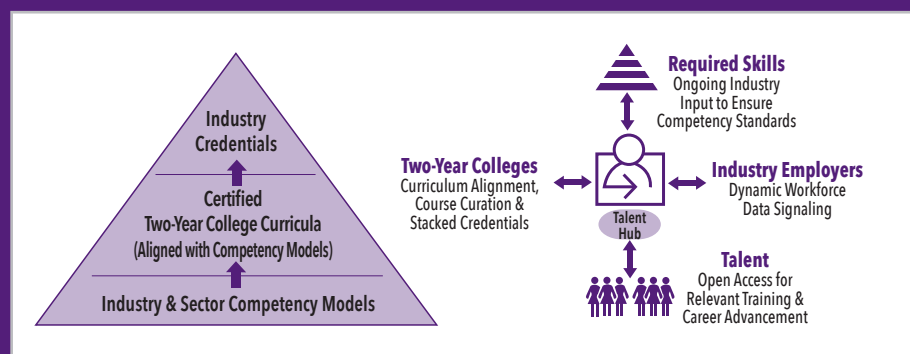 Industry
Credentials
Certified
Two-Year College Curricula
(Aligned with Competency Models)
Industry & Sector Competency Models
Required Skills
Ongoing Industry
Input to Ensure
Competency Standards
Two-Year Colleges
Curriculum Alignment,
Course Curation &
Stacked Credentials
Industry Employers
Dynamic Workforce
Data Signaling
Talent
Hub
Talent
Open Access for
Relevant Training &
Career Advancement